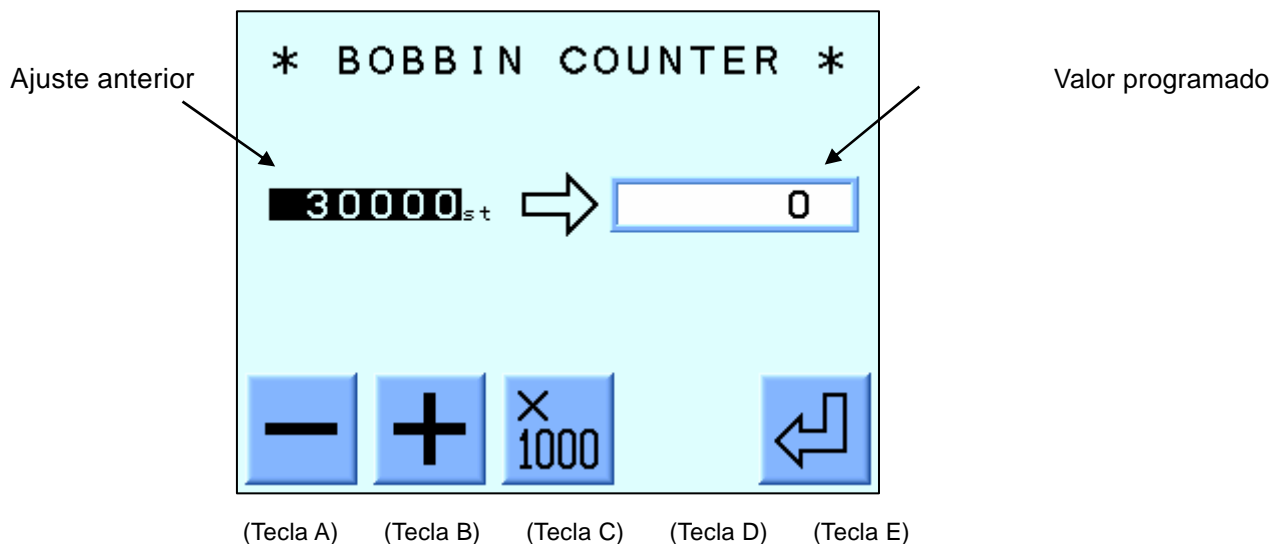 * BOBBIN COUNTER *
Ajuste anterior
Valor programado
30000st
0
×
1000
(Tecla A) (Tecla B) (Tecla C) (Tecla D) (Tecla E)